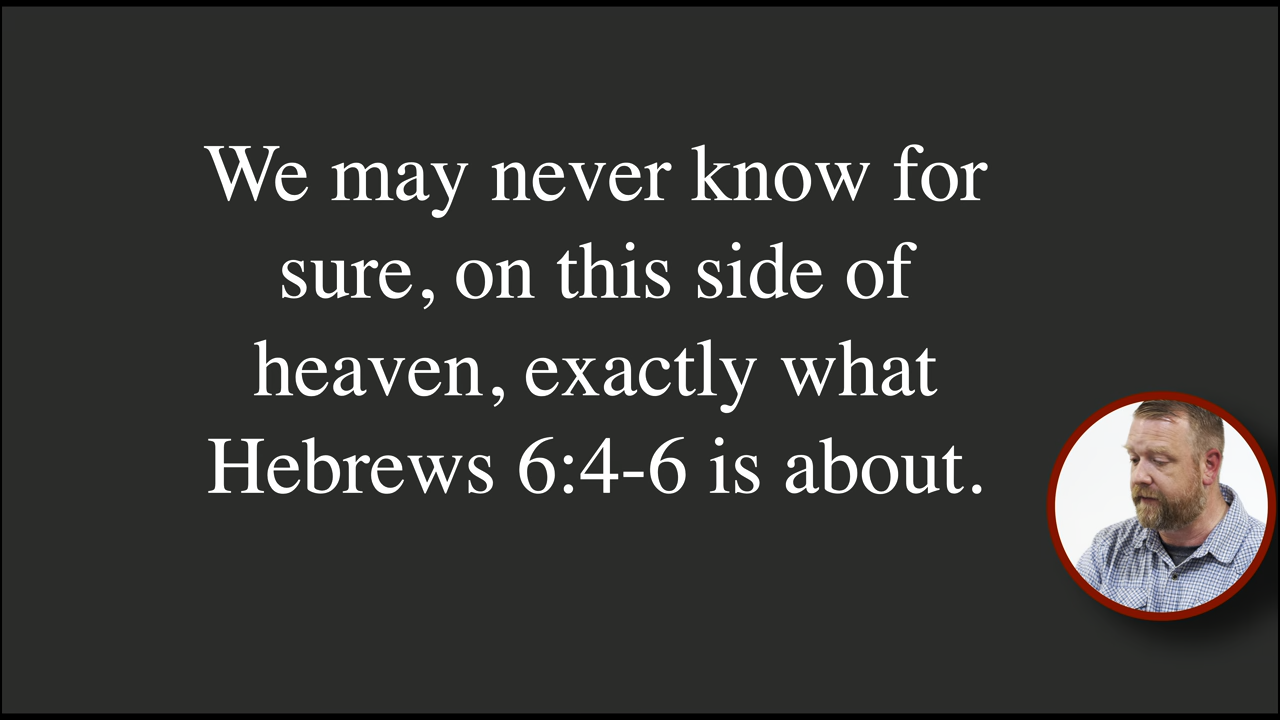 We may never know for
sure, on this side of
heaven, exactly what
Hebrews 6:4-6 is about.